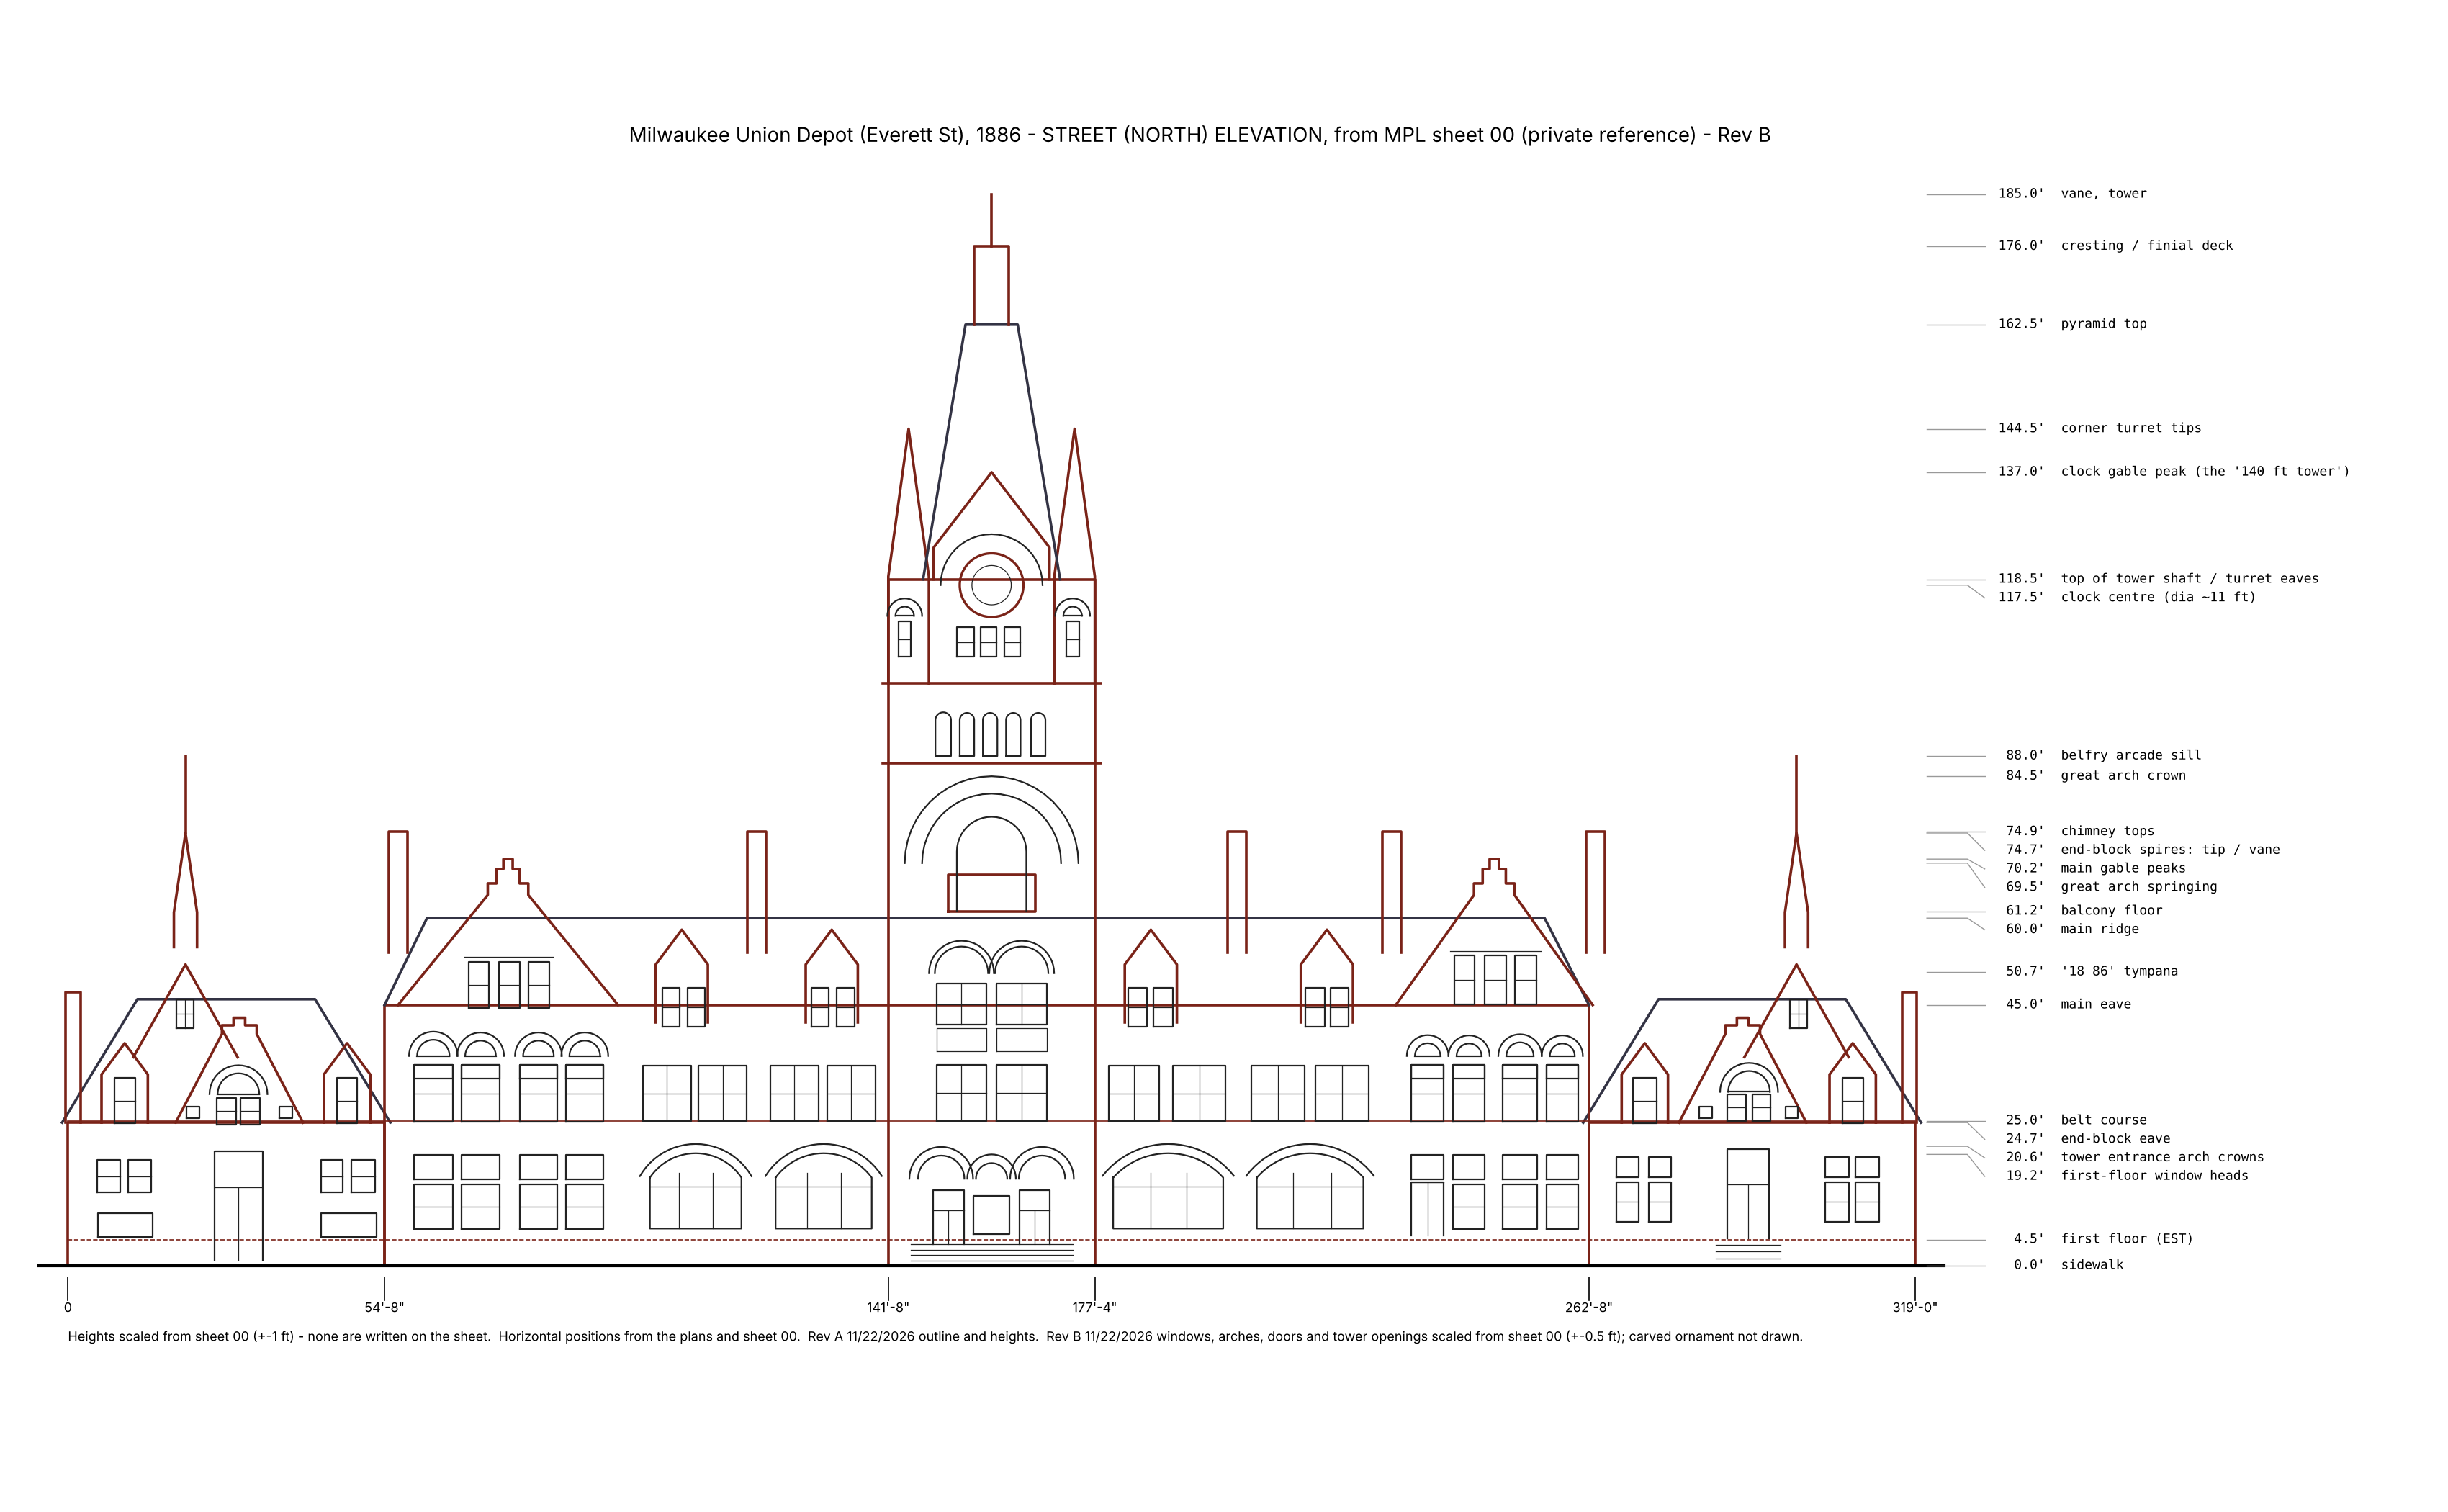 Milwaukee Union Depot (Everett St), 1886 - STREET (NORTH) ELEVATION, from MPL sheet 00 (private reference) - Rev B
185.0' vane, tower
176.0' cresting / finial deck
162.5' pyramid top
144.5' corner turret tips
137.0' clock gable peak (the '140 ft tower')
118.5' top of tower shaft / turret eaves
117.5' clock centre (dia ~11 ft)
88.0' belfry arcade sill
84.5' great arch crown
74.9' chimney tops
74.7' end-block spires: tip / vane
70.2' main gable peaks
69.5' great arch springing
61.2' balcony floor
60.0' main ridge
50.7' '18 86' tympana
45.0' main eave
25.0' belt course
24.7' end-block eave
20.6' tower entrance arch crowns
19.2' first-floor window heads
4.5' first floor (EST)
0.0' sidewalk
0 54'-8" 141'-8" 177'-4" 262'-8" 319'-0"
Heights scaled from sheet 00 (+-1 ft) - none are written on the sheet. Horizontal positions from the plans and sheet 00. Rev A 11/22/2026 outline and heights. Rev B 11/22/2026 windows, arches, doors and tower openings scaled from sheet 00 (+-0.5 ft); carved ornament not drawn.